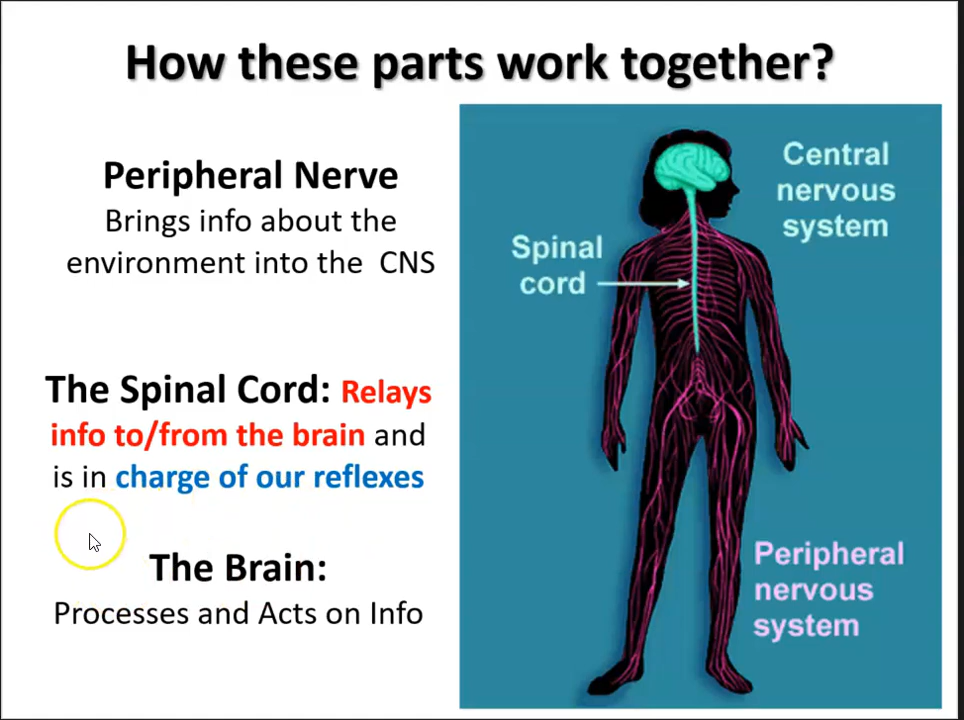 How these parts work together?
Peripheral Nerve
Brings info about the
environment into the CNS
The Spinal Cord: Relays
info to/from the brain and
is in charge of our reflexes
The Brain:
Processes and Acts on Info
Central
nervous
system
Spinal
cord
Peripheral
nervous
system